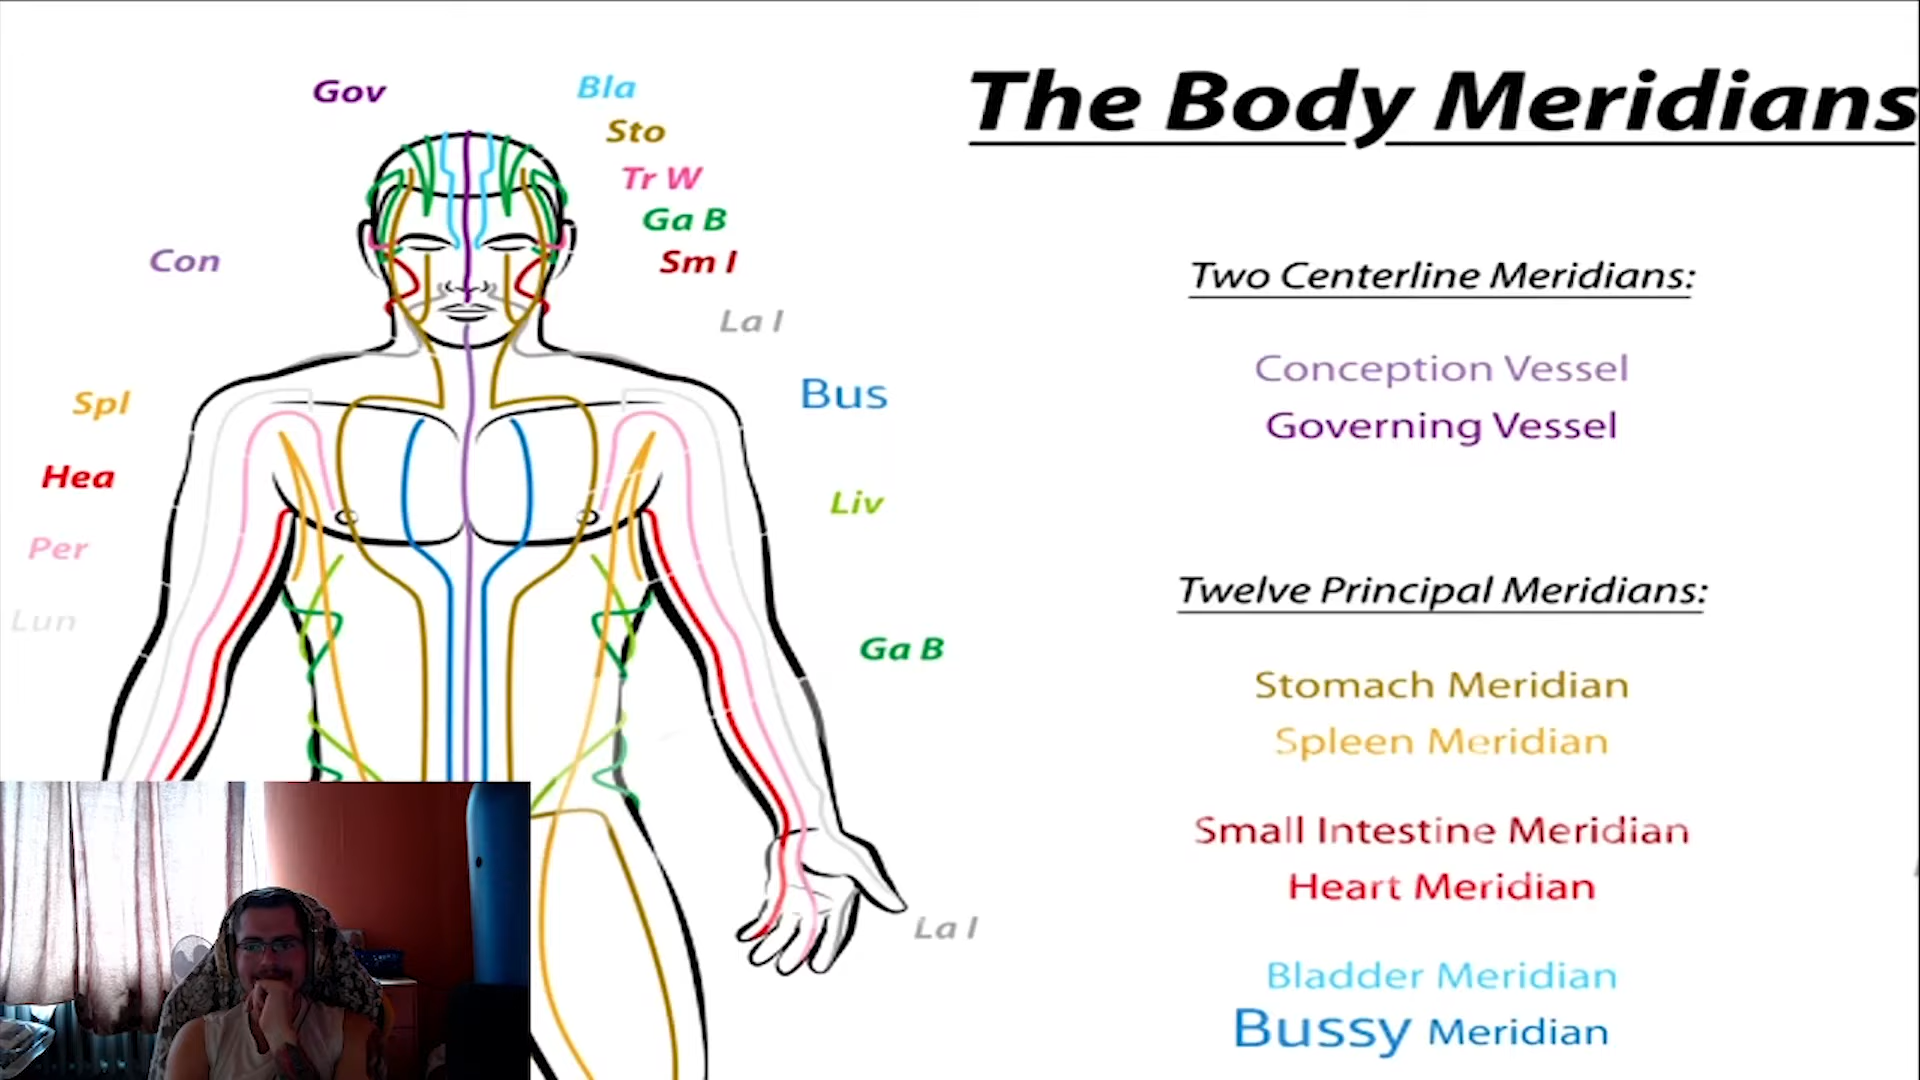 The Body Meridians
Gov
Bla
Sto
Tr W
Ga B
Con
Sm I
La I
Spl
Bus
Hea
Liv
Per
Lun
Ga B
La I
Two Centerline Meridians:
Conception Vessel
Governing Vessel
Twelve Principal Meridians:
Stomach Meridian
Spleen Meridian
Small Intestine Meridian
Heart Meridian
Bladder Meridian
Bussy Meridian